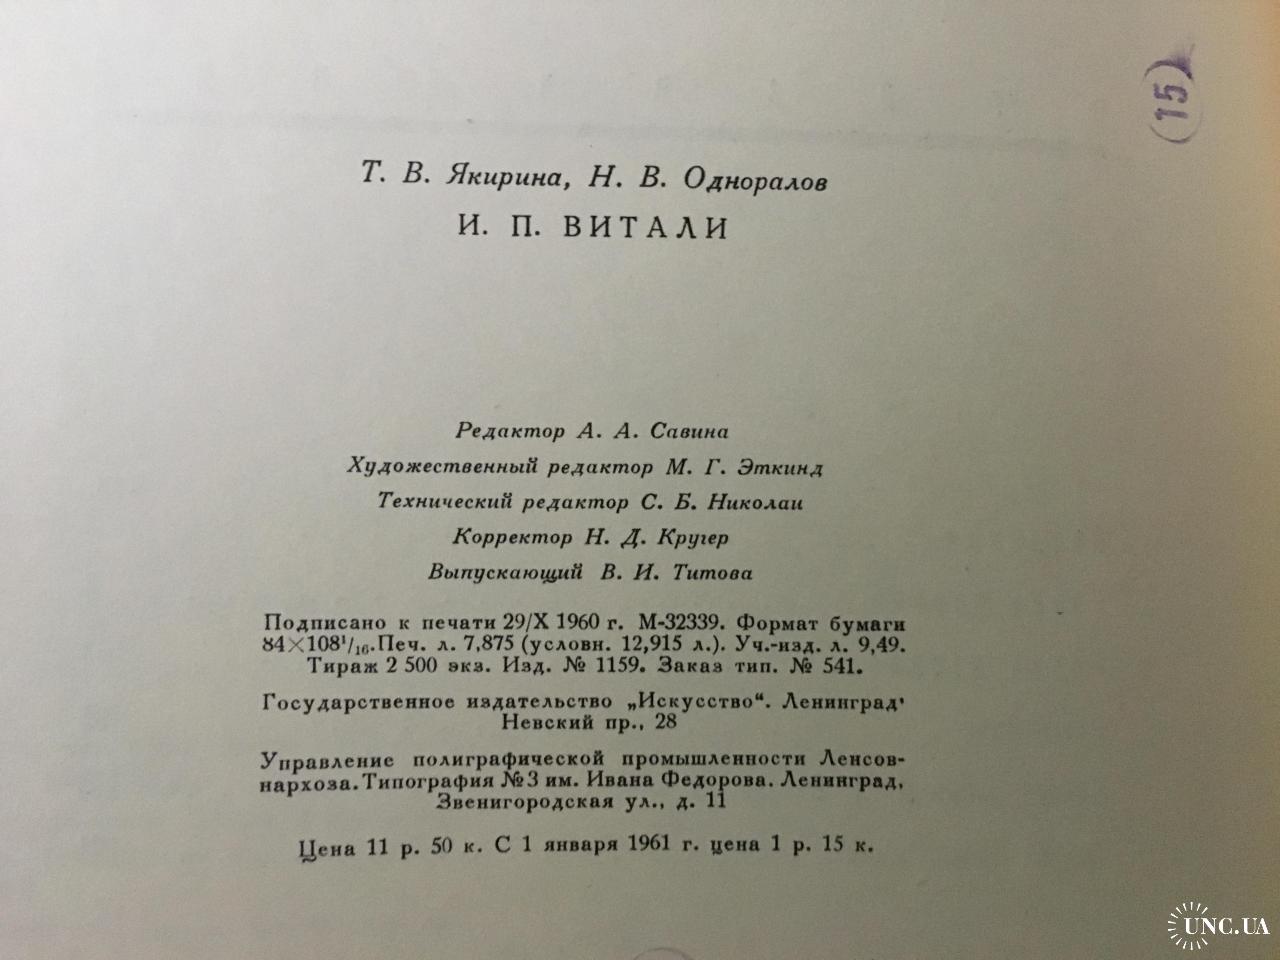 15
Т. В. Якирина, Н. В. Одноралов
И. П. ВИТАЛИ
Редактор А. А. Савина
Художественный редактор М. Г. Эткинд
Технический редактор С. Б. Николаи
Корректор Н. Д. Кругер
Выпускающий В. И. Титова
Подписано к печати 29/X 1960 г. М-32339. Формат бумаги
84×108¹/₁₆. Печ. л. 7,875 (условн. 12,915 л.). Уч.-изд. л. 9,49.
Тираж 2 500 экз. Изд. № 1159. Заказ тип. № 541.
Государственное издательство „Искусство“. Ленинград'
Невский пр., 28
Управление полиграфической промышленности Ленсов-
нархоза. Типография №3 им. Ивана Федорова. Ленинград,
Звенигородская ул., д. 11
Цена 11 р. 50 к. С 1 января 1961 г. цена 1 р. 15 к.
UNC.UA